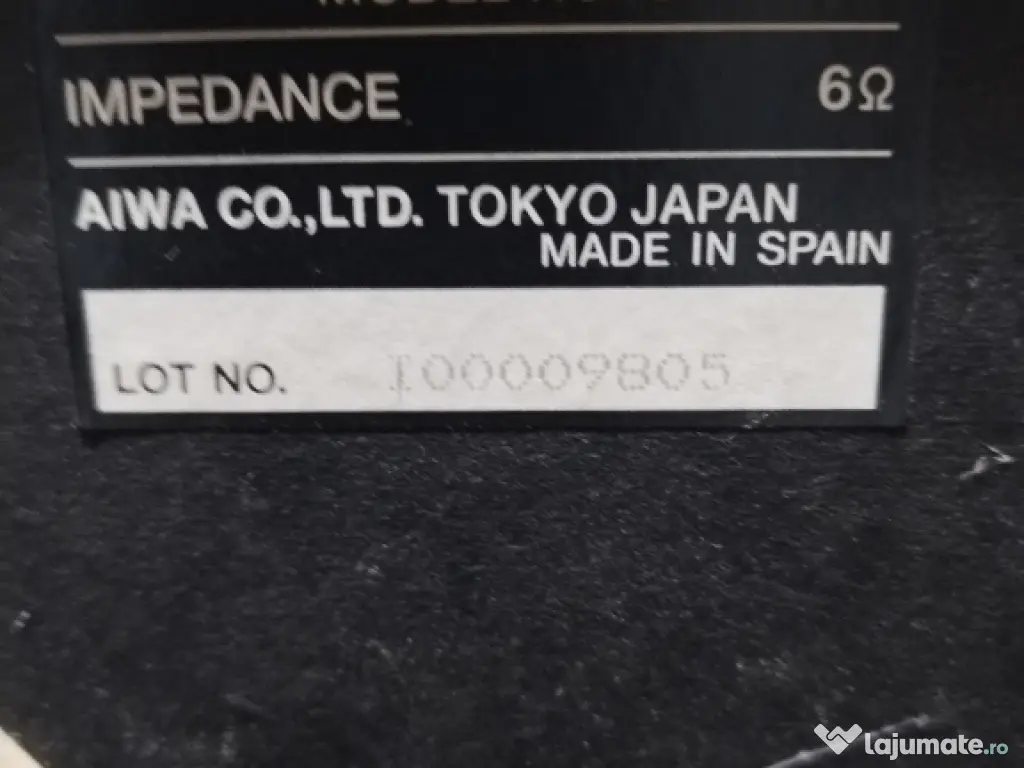 IMPEDANCE 6Ω
AIWA CO.,LTD. TOKYO JAPAN
MADE IN SPAIN
LOT NO. I00009805
lajumate.ro